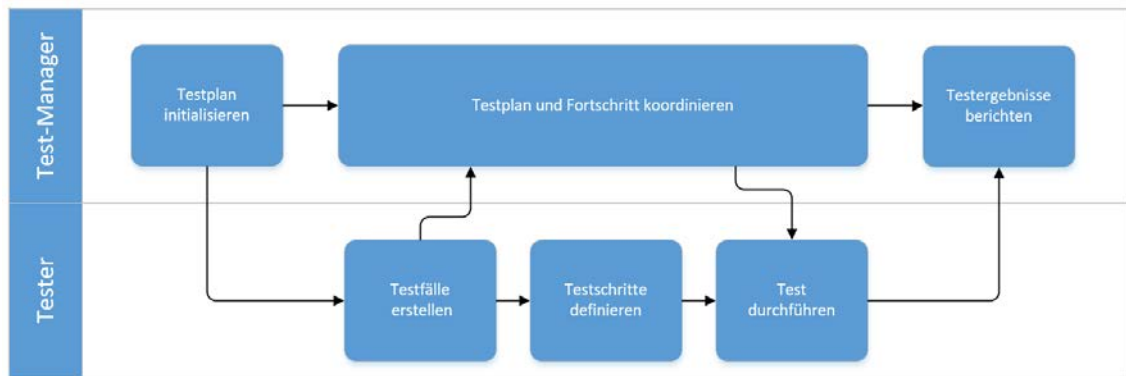 Test-Manager
Testplan
initialisieren
Testplan und Fortschritt koordinieren
Testergebnisse
berichten
Tester
Testfälle
erstellen
Testschritte
definieren
Test
durchführen